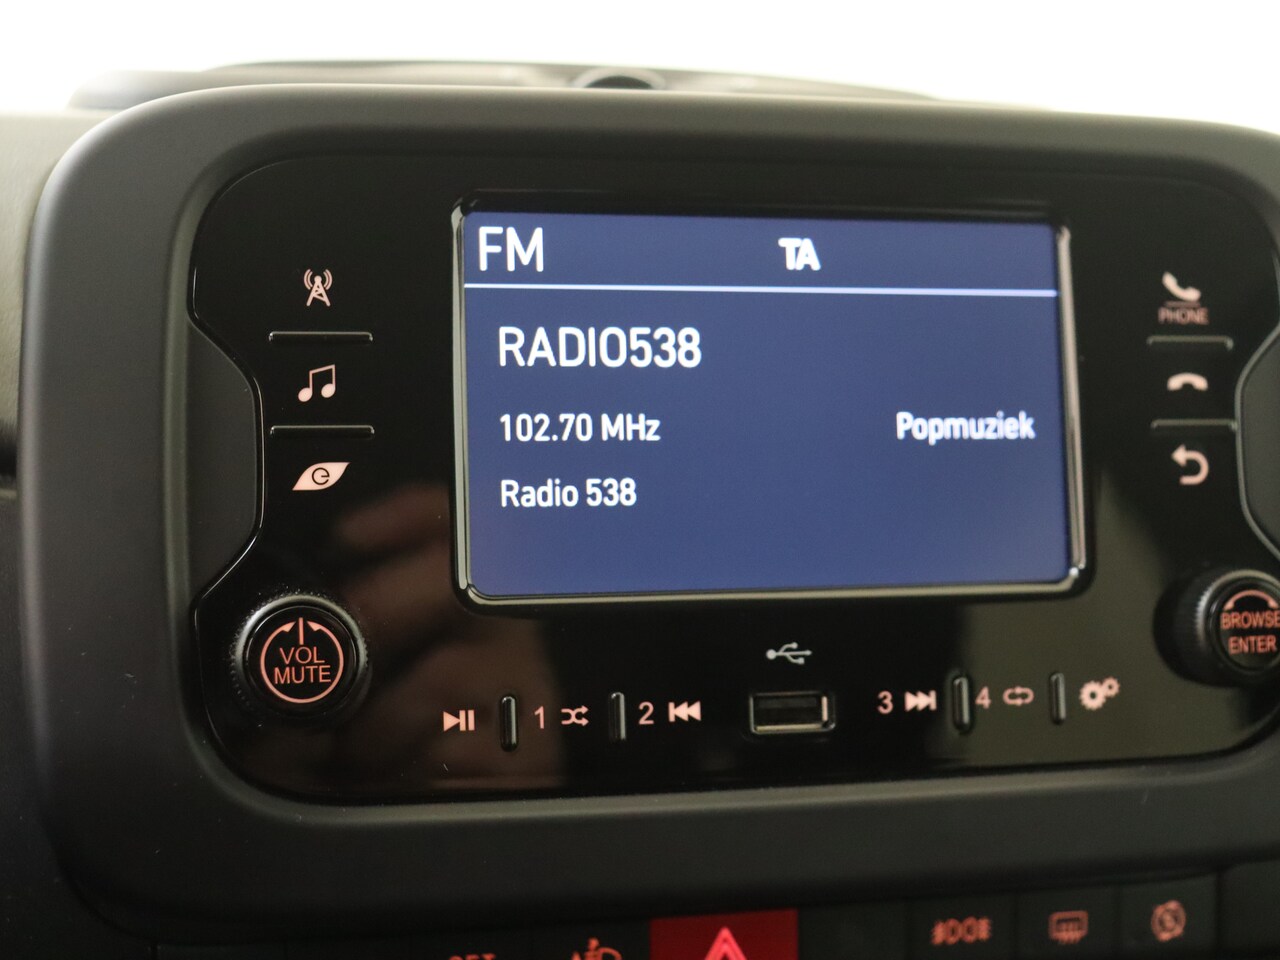 FM TA
RADIO538
102.70 MHz Popmuziek
Radio 538
PHONE
VOL
MUTE
BROWSE
ENTER
1 2 3 4